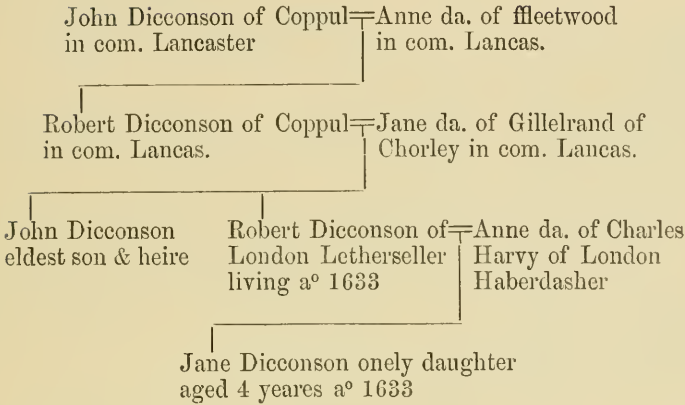 John Dicconson of Coppul=Anne da. of ffleetwood
in com. Lancaster in com. Lancas.
Robert Dicconson of Coppul=Jane da. of Gillelrand of
in com. Lancas. Chorley in com. Lancas.
John Dicconson
eldest son & heire
Robert Dicconson of=Anne da. of Charles
London Letherseller Harvy of London
living aº 1633 Haberdasher
Jane Dicconson onely daughter
aged 4 yeares aº 1633